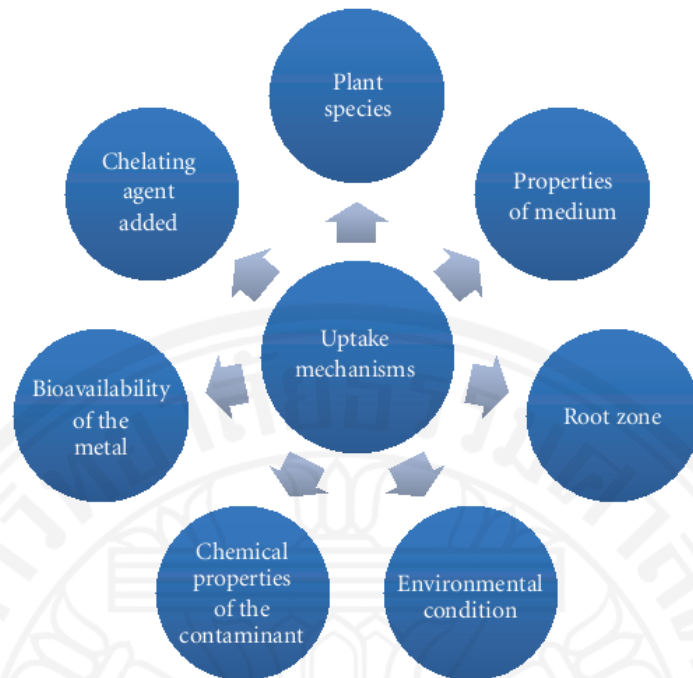 Plant
species
Properties
of medium
Root zone
Environmental
condition
Chemical
properties
of the
contaminant
Bioavailability
of the
metal
Chelating
agent
added
Uptake
mechanisms